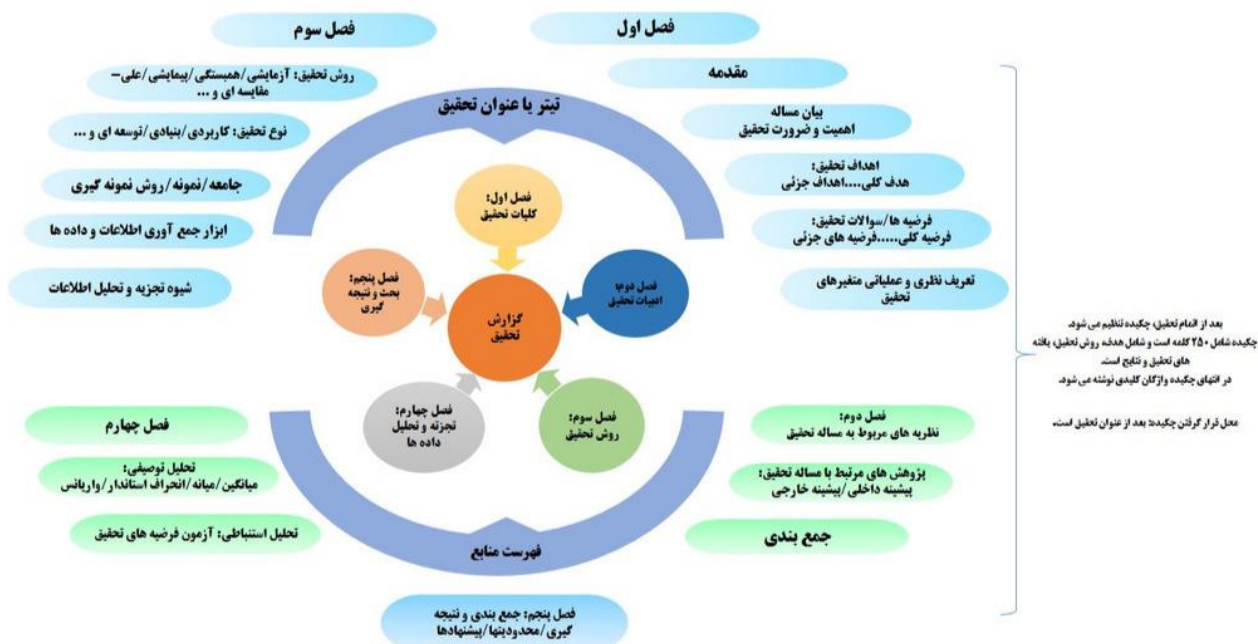 فصل اول
مقدمه
بیان مساله
اهمیت و ضرورت تحقیق
اهداف تحقیق:
هدف کلی....اهداف جزئی
فرضیه ها/سوالات تحقیق:
فرضیه کلی.....فرضیه های جزئی
تعریف نظری و عملیاتی متغیرهای
تحقیق
فصل سوم
روش تحقیق: آزمایشی/همبستگی/پیمایشی/علی-
مقایسه ای و ...
نوع تحقیق: کاربردی/بنیادی/توسعه ای و ...
جامعه/نمونه/روش نمونه گیری
ابزار جمع آوری اطلاعات و داده ها
شیوه تجزیه و تحلیل اطلاعات
تیتر یا عنوان تحقیق
فصل اول:
کلیات تحقیق
فصل دوم:
ادبیات تحقیق
فصل سوم:
روش تحقیق
فصل چهارم:
تجزته و تحلیل
داده ها
فصل پنجم:
بحث و نتیجه
گیری
گزارش
تحقیق
فهرست منابع
فصل دوم:
نظریه های مربوط به مساله تحقیق
پژوهش های مرتبط با مساله تحقیق:
پیشینه داخلی/پیشینه خارجی
جمع بندی
فصل چهارم
تحلیل توصیفی:
میانگین/میانه/انحراف استاندار/واریانس
تحلیل استنباطی: آزمون فرضیه های تحقیق
فصل پنجم: جمع بندی و نتیجه
گیری/محدودیتها/پیشنهادها
بعد از اتمام تحقیق، چکیده تنظیم می شود.
چکیده شامل ۲۵۰ کلمه است و شامل هدف، روش تحقیق، یافته
های تحقیق و نتایج است.
در انتهای چکیده واژگان کلیدی نوشته می شود.
محل قرار گرفتن چکیده: بعد از عنوان تحقیق است.